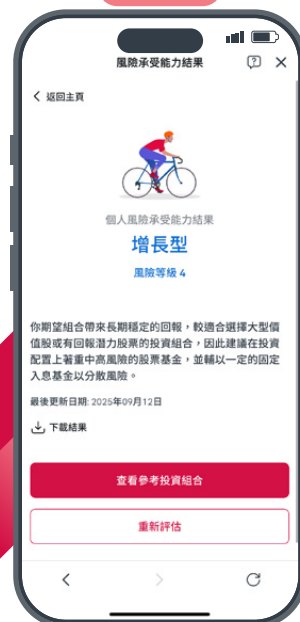 風險承受能力結果
返回主頁
個人風險承受能力結果
增長型
風險等級 4
你期望組合帶來長期穩定的回報，較適合選擇大型價
值股或有回報潛力股票的投資組合，因此建議在投資
配置上著重中高風險的股票基金，並輔以一定的固定
入息基金以分散風險。
最後更新日期: 2025年09月12日
下載結果
查看參考投資組合
重新評估